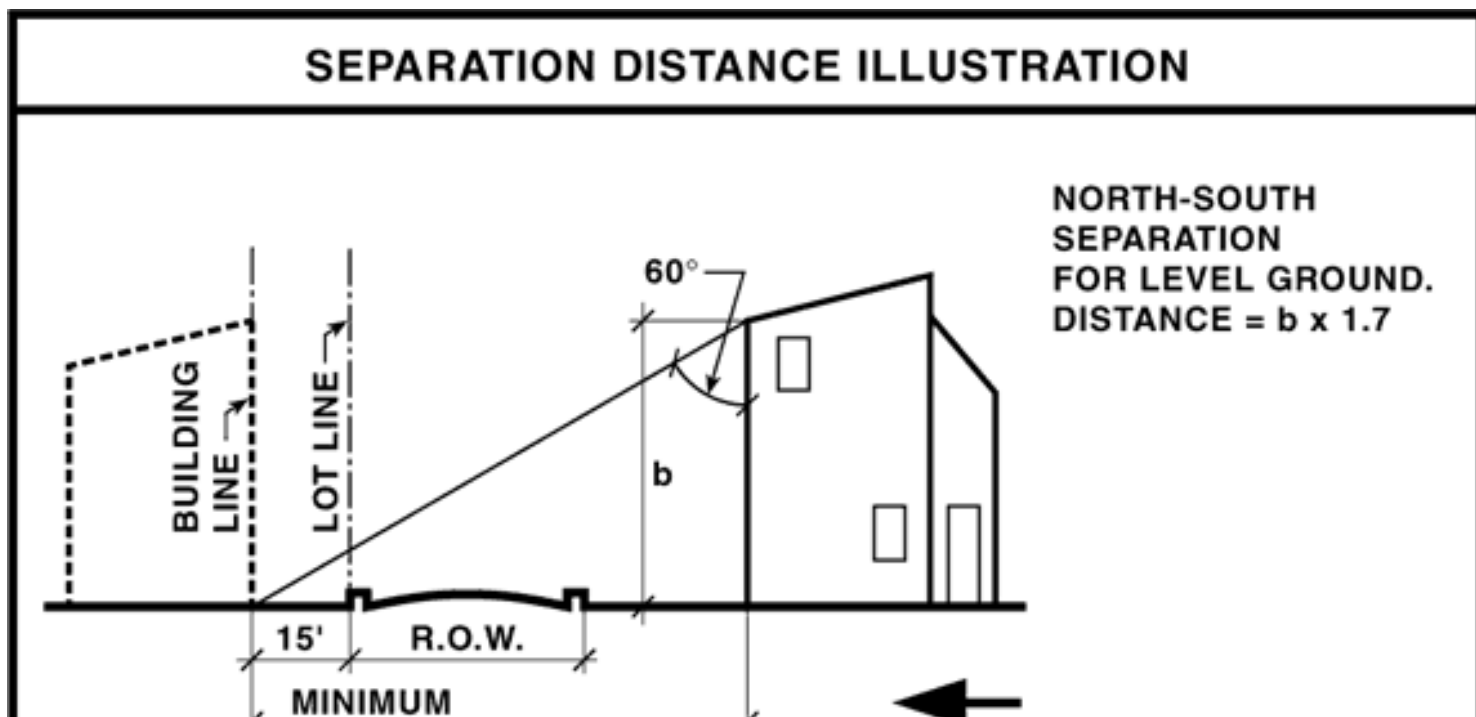 SEPARATION DISTANCE ILLUSTRATION
NORTH-SOUTH
SEPARATION
FOR LEVEL GROUND.
DISTANCE = b x 1.7
60°
BUILDING
LINE
LOT LINE
b
15'
R.O.W.
MINIMUM